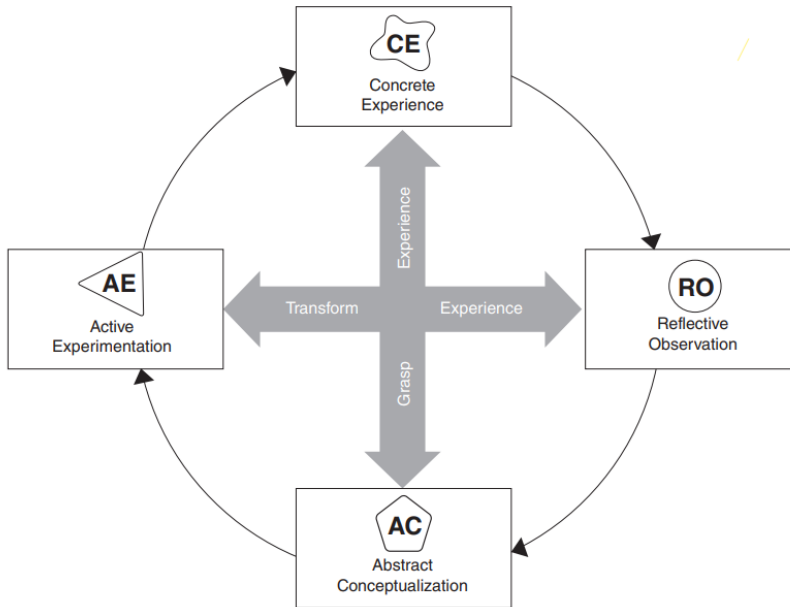 CE
Concrete
Experience
Experience
AE
Active
Experimentation
Transform
Experience
RO
Reflective
Observation
Grasp
AC
Abstract
Conceptualization